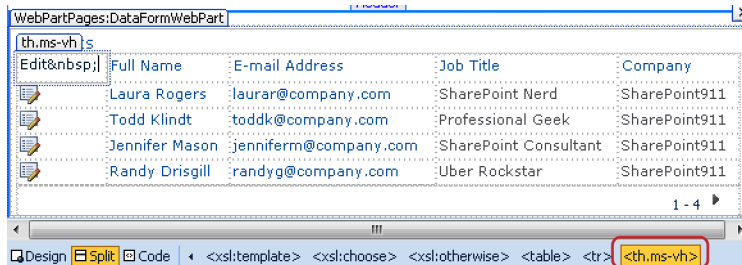 WebPartPages:DataFormWebPart
th.ms-vh
Edit&nbsp; Full Name E-mail Address Job Title Company
Laura Rogers laurar@company.com SharePoint Nerd SharePoint911
Todd Klindt toddk@company.com Professional Geek SharePoint911
Jennifer Mason jenniferm@company.com SharePoint Consultant SharePoint911
Randy Drisgill randyg@company.com Uber Rockstar SharePoint911
1 - 4
Design Split Code <xsl:template> <xsl:choose> <xsl:otherwise> <table> <tr> <th.ms-vh>